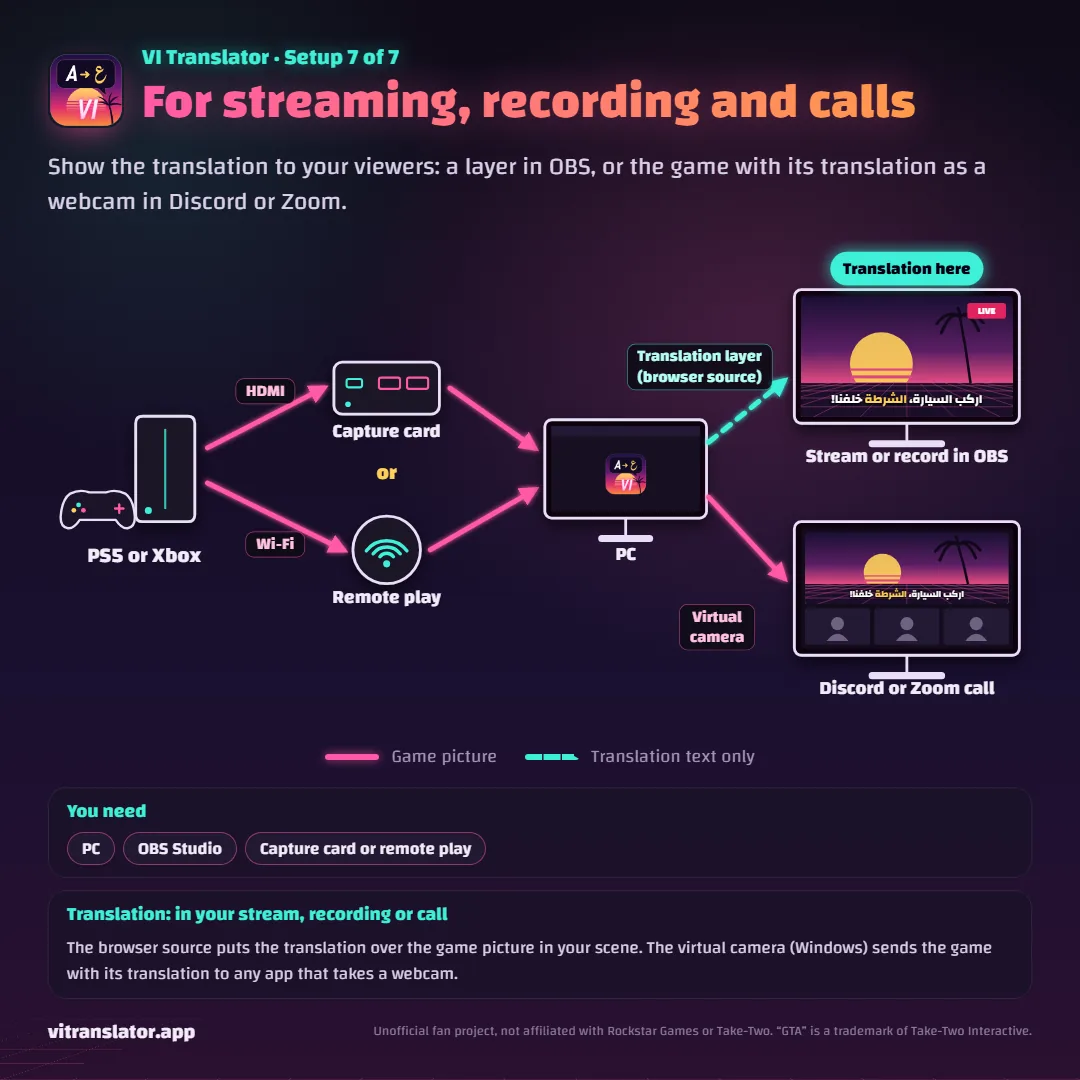 A→ع
VI
VI Translator · Setup 7 of 7
For streaming, recording and calls
Show the translation to your viewers: a layer in OBS, or the game with its translation as a
webcam in Discord or Zoom.
Translation here
LIVE
اركب السيارة، الشرطة خلفنا!
Stream or record in OBS
Translation layer
(browser source)
HDMI
Capture card
or
Wi-Fi
Remote play
PS5 or Xbox
A→ع
VI
PC
Virtual
camera
اركب السيارة، الشرطة خلفنا!
Discord or Zoom call
Game picture
Translation text only
You need
PC
OBS Studio
Capture card or remote play
Translation: in your stream, recording or call
The browser source puts the translation over the game picture in your scene. The virtual camera (Windows) sends the game
with its translation to any app that takes a webcam.
vitranslator.app
Unofficial fan project, not affiliated with Rockstar Games or Take-Two. “GTA” is a trademark of Take-Two Interactive.